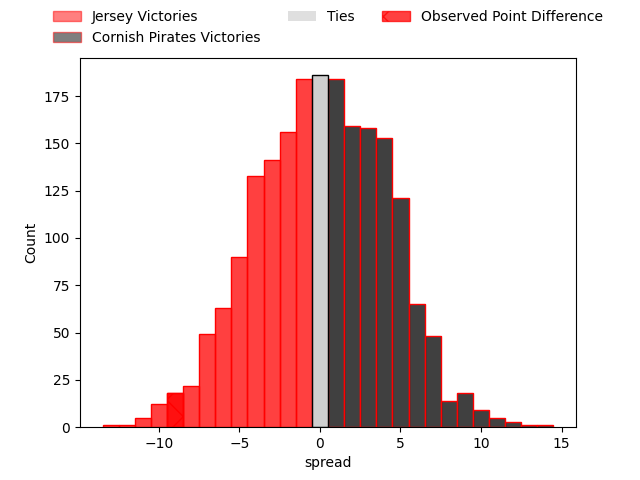 Jersey Victories
Cornish Pirates Victories
Ties
Observed Point Difference
175
150
125
100
75
50
25
0
Count
−10
−5
0
5
10
15
spread